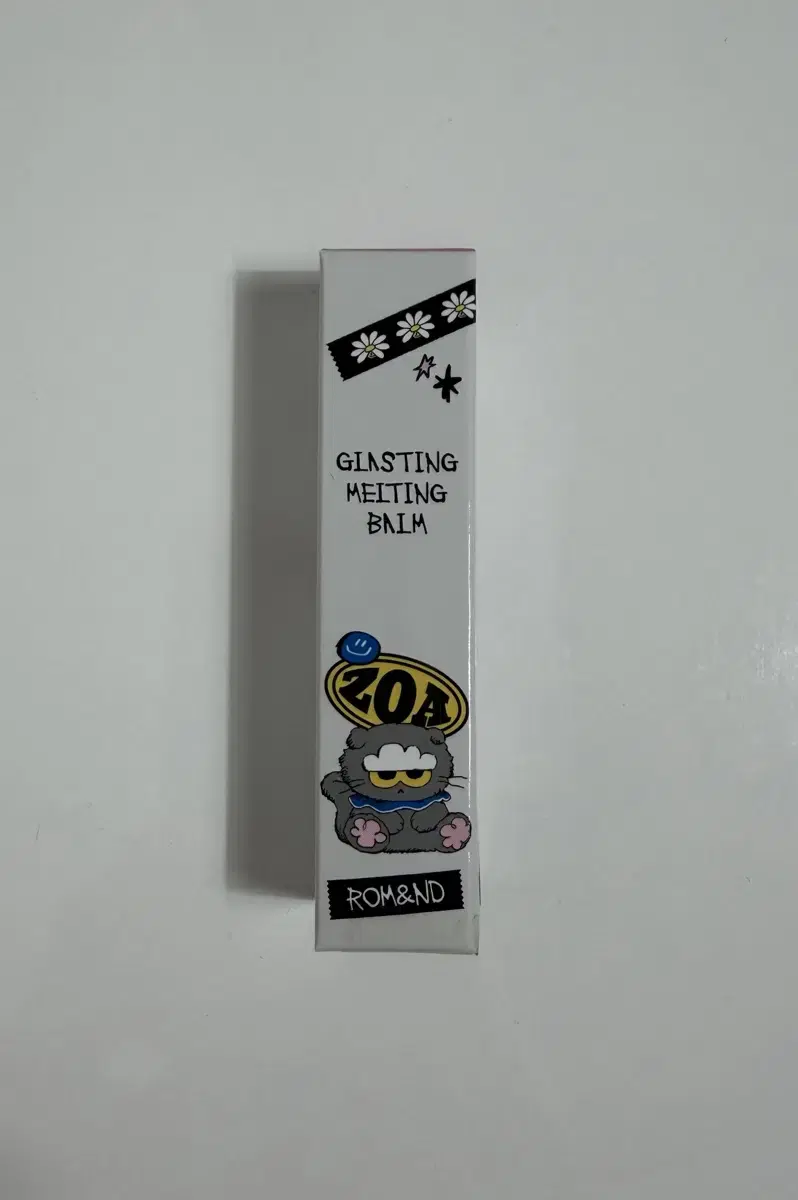 GLASTING
MELTING
BALM
ZOA
ROM&ND